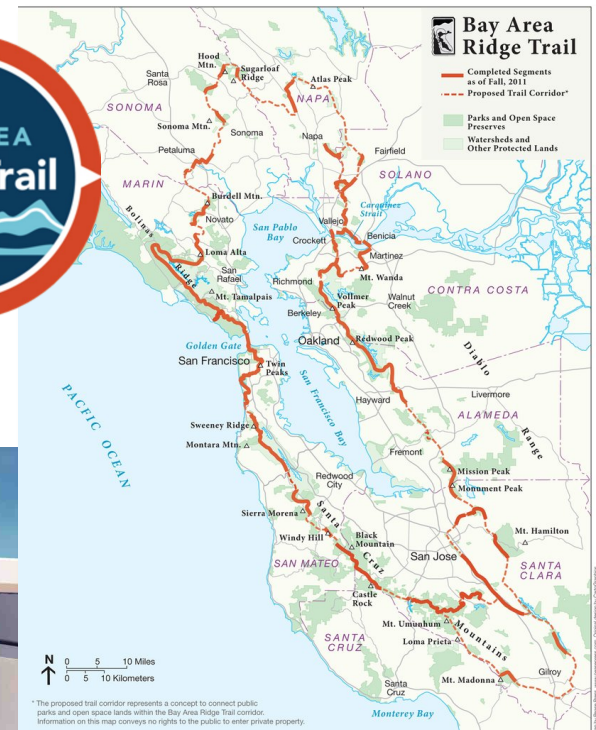 EA
rail
Bay Area
Ridge Trail
Completed Segments
as of Fall, 2011
Proposed Trail Corridor*
Parks and Open Space
Preserves
Watersheds and
Other Protected Lands
Hood
Mtn.
Sugarloaf
Ridge
Atlas Peak
Santa
Rosa
SONOMA
NAPA
Sonoma Mtn.
Sonoma
Napa
Petaluma
Fairfield
MARIN
SOLANO
Burdell Mtn.
Carquinez
Strait
Bolinas
Ridge
Novato
San Pablo
Bay
Vallejo
Crockett
Benicia
Martinez
Loma Alta
San
Rafael
Richmond
Mt. Wanda
CONTRA COSTA
Mt. Tamalpais
Vollmer
Peak
Walnut
Creek
Berkeley
Golden Gate
Oakland
Redwood Peak
San Francisco
Twin
Peaks
Diablo
Range
PACFIC OCEAN
San Francisco Bay
Hayward
Livermore
ALAMEDA
Sweeney Ridge
Montara Mtn.
Fremont
Mission Peak
Monument Peak
Redwood
City
Sierra Morena
Santa
Cruz
Mountains
Windy Hill
Black
Mountain
Mt. Hamilton
San Jose
SAN MATEO
SANTA
CLARA
Castle
Rock
Mt. Umunhum
SANTA
CRUZ
Loma Prieta
Gilroy
Mt. Madonna
Santa
Cruz
Monterey Bay
N
0 5 10 Miles
0 5 10 Kilometers
* The proposed trail corridor represents a concept to connect public
parks and open space lands within the Bay Area Ridge Trail corridor.
Information on this map conveys no rights to the public to enter private property.